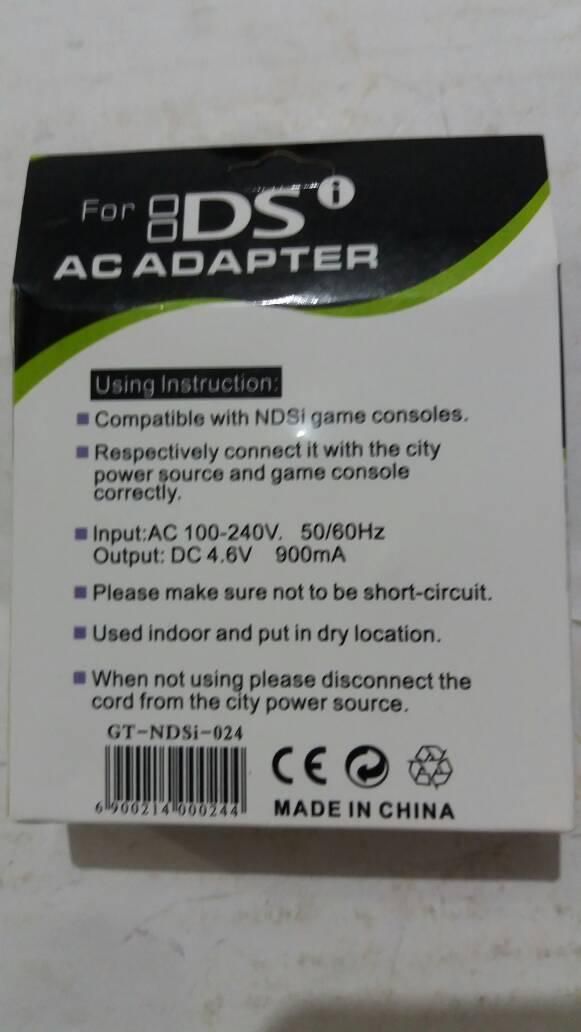 For DSi
AC ADAPTER
Using Instruction:
Compatible with NDSi game consoles.
Respectively connect it with the city
power source and game console
correctly.
Input:AC 100-240V. 50/60Hz
Output: DC 4.6V 900mA
Please make sure not to be short-circuit.
Used indoor and put in dry location.
When not using please disconnect the
cord from the city power source.
GT-NDSi-024
6 900214 000244
CE
MADE IN CHINA